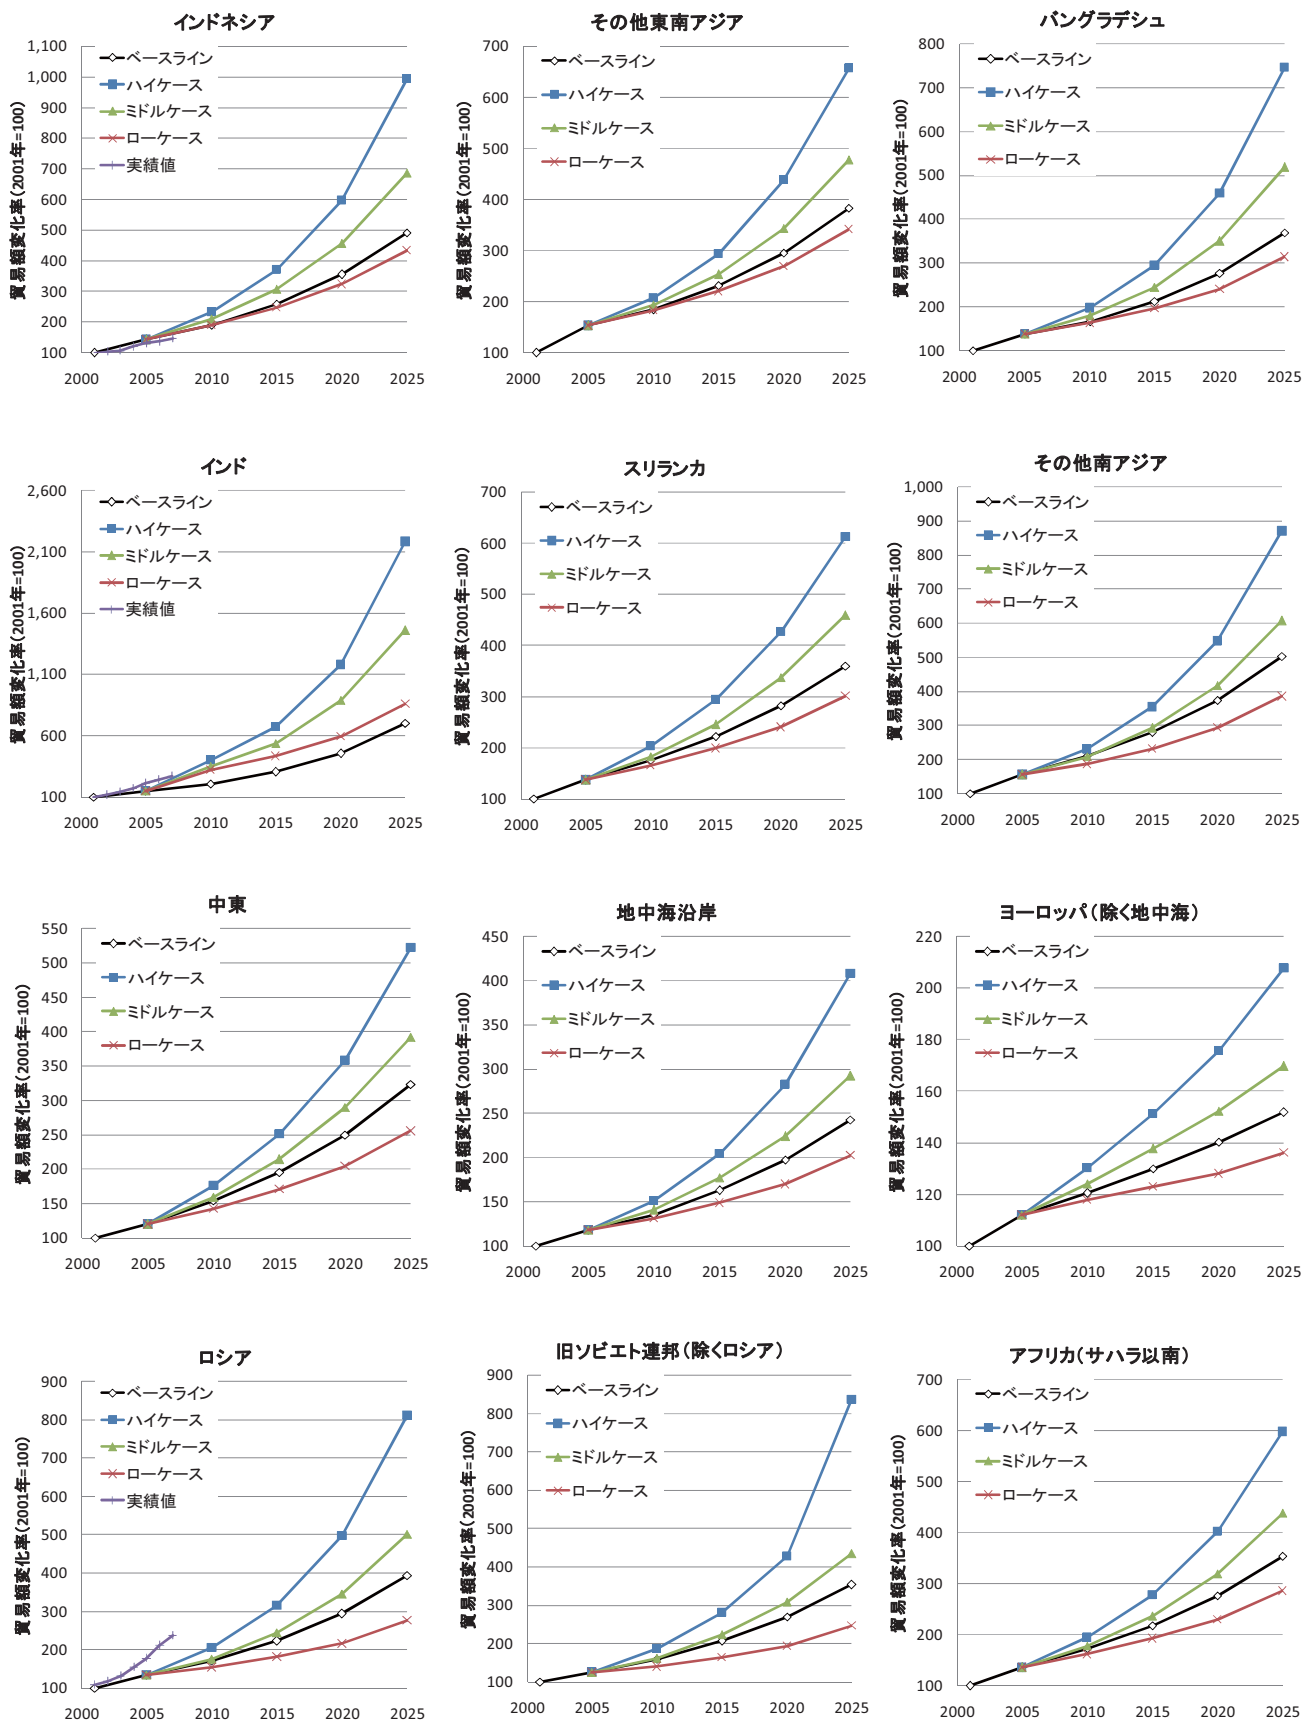 インドネシア
貿易額変化率(2001年=100)
1,100
1,000
900
800
700
600
500
400
300
200
100
ベースライン
ハイケース
ミドルケース
ローケース
実績値
2000 2005 2010 2015 2020 2025
その他東南アジア
貿易額変化率(2001年=100)
700
600
500
400
300
200
100
ベースライン
ハイケース
ミドルケース
ローケース
2000 2005 2010 2015 2020 2025
バングラデシュ
貿易額変化率(2001年=100)
800
700
600
500
400
300
200
100
ベースライン
ハイケース
ミドルケース
ローケース
2000 2005 2010 2015 2020 2025
インド
貿易額変化率(2001年=100)
2,600
2,100
1,600
1,100
600
100
ベースライン
ハイケース
ミドルケース
ローケース
実績値
2000 2005 2010 2015 2020 2025
スリランカ
貿易額変化率(2001年=100)
700
600
500
400
300
200
100
ベースライン
ハイケース
ミドルケース
ローケース
2000 2005 2010 2015 2020 2025
その他南アジア
貿易額変化率(2001年=100)
1,000
900
800
700
600
500
400
300
200
100
ベースライン
ハイケース
ミドルケース
ローケース
2000 2005 2010 2015 2020 2025
中東
貿易額変化率(2001年=100)
550
500
450
400
350
300
250
200
150
100
ベースライン
ハイケース
ミドルケース
ローケース
2000 2005 2010 2015 2020 2025
地中海沿岸
貿易額変化率(2001年=100)
450
400
350
300
250
200
150
100
ベースライン
ハイケース
ミドルケース
ローケース
2000 2005 2010 2015 2020 2025
ヨーロッパ(除く地中海)
貿易額変化率(2001年=100)
220
200
180
160
140
120
100
ベースライン
ハイケース
ミドルケース
ローケース
2000 2005 2010 2015 2020 2025
ロシア
貿易額変化率(2001年=100)
900
800
700
600
500
400
300
200
100
ベースライン
ハイケース
ミドルケース
ローケース
実績値
2000 2005 2010 2015 2020 2025
旧ソビエト連邦(除くロシア)
貿易額変化率(2001年=100)
900
800
700
600
500
400
300
200
100
ベースライン
ハイケース
ミドルケース
ローケース
2000 2005 2010 2015 2020 2025
アフリカ(サハラ以南)
貿易額変化率(2001年=100)
700
600
500
400
300
200
100
ベースライン
ハイケース
ミドルケース
ローケース
2000 2005 2010 2015 2020 2025